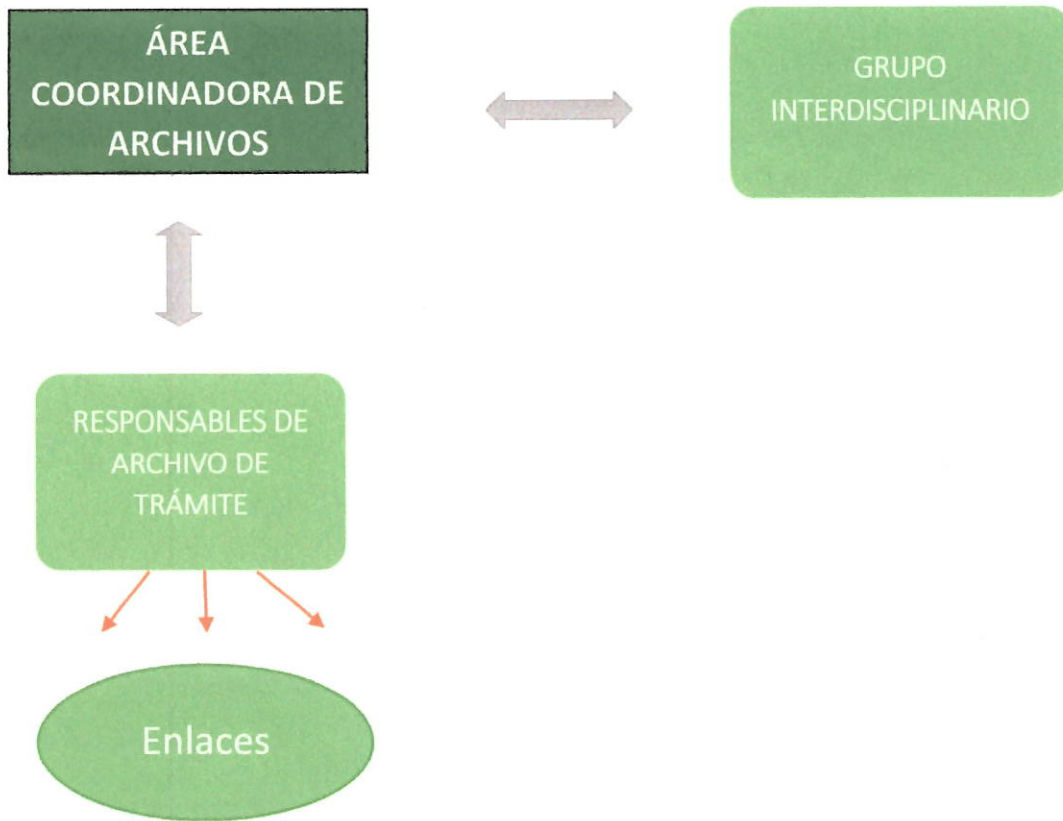 ÁREA
COORDINADORA DE
ARCHIVOS
GRUPO
INTERDISCIPLINARIO
RESPONSABLES DE
ARCHIVO DE
TRÁMITE
Enlaces